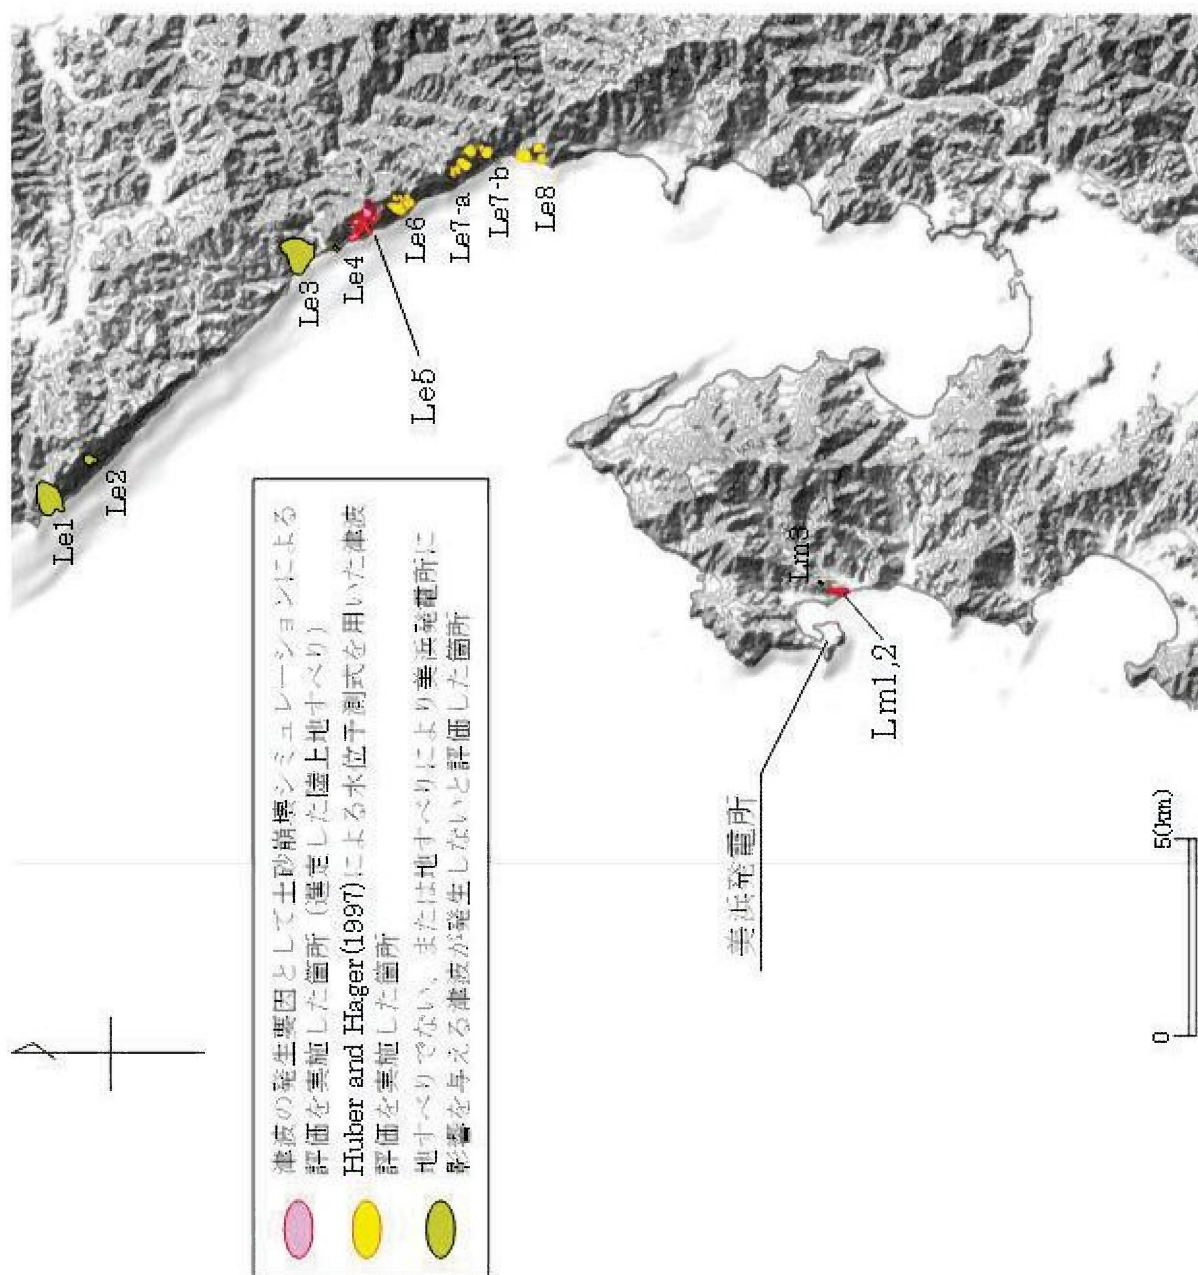 津波の発生要因として土砂崩壊シミュレーションによる
評価を実施した箇所（選定した陸上地すべり）
Huber and Hager(1997)による水位予測式を用いた津波
評価を実施した箇所
地すべりでない、または地すべりにより美浜発電所に
影響を与える津波が発生しないと評価した箇所
Le1
Le2
Le3
Le4
Le5
Le6
Le7-a
Le7-b
Le8
Lm3
Lm1,2
美浜発電所
0
5(km)